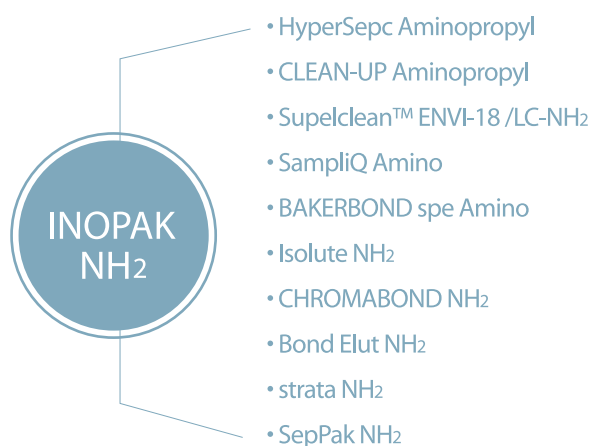 INOPAK
NH2
• HyperSepc Aminopropyl
• CLEAN-UP Aminopropyl
• Supelclean™ ENVI-18 /LC-NH2
• SampliQ Amino
• BAKERBOND spe Amino
• Isolute NH2
• CHROMABOND NH2
• Bond Elut NH2
• strata NH2
• SepPak NH2